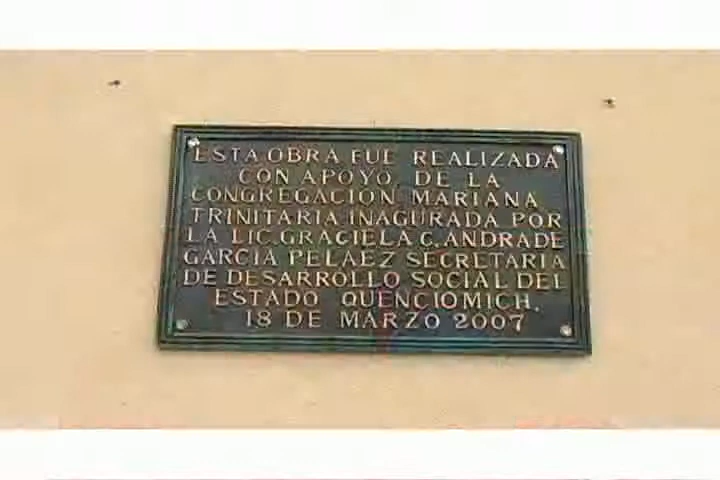 ESTA OBRA FUE REALIZADA
CON APOYO DE LA
CONGREGACION MARIANA
TRINITARIA INAGURADA POR
LA LIC. GRACIELA C. ANDRADE
GARCIA PELAEZ SECRETARIA
DE DESARROLLO SOCIAL DEL
ESTADO QUENCIO MICH.
18 DE MARZO 2007